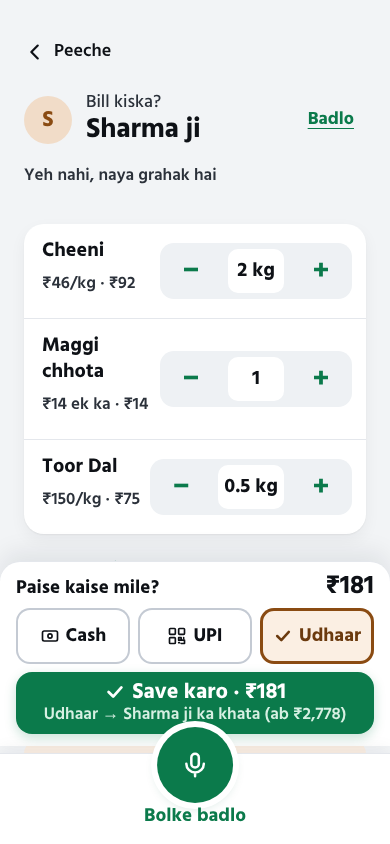 Peeche
Bill kiska?
S
Sharma ji
Badlo
Yeh nahi, naya grahak hai
Cheeni
₹46/kg · ₹92
− 2 kg +
Maggi
chhota
₹14 ek ka · ₹14
− 1 +
Toor Dal
₹150/kg · ₹75
− 0.5 kg +
Paise kaise mile? ₹181
Cash
UPI
Udhaar
Save karo · ₹181
Udhaar → Sharma ji ka khata (ab ₹2,778)
Bolke badlo